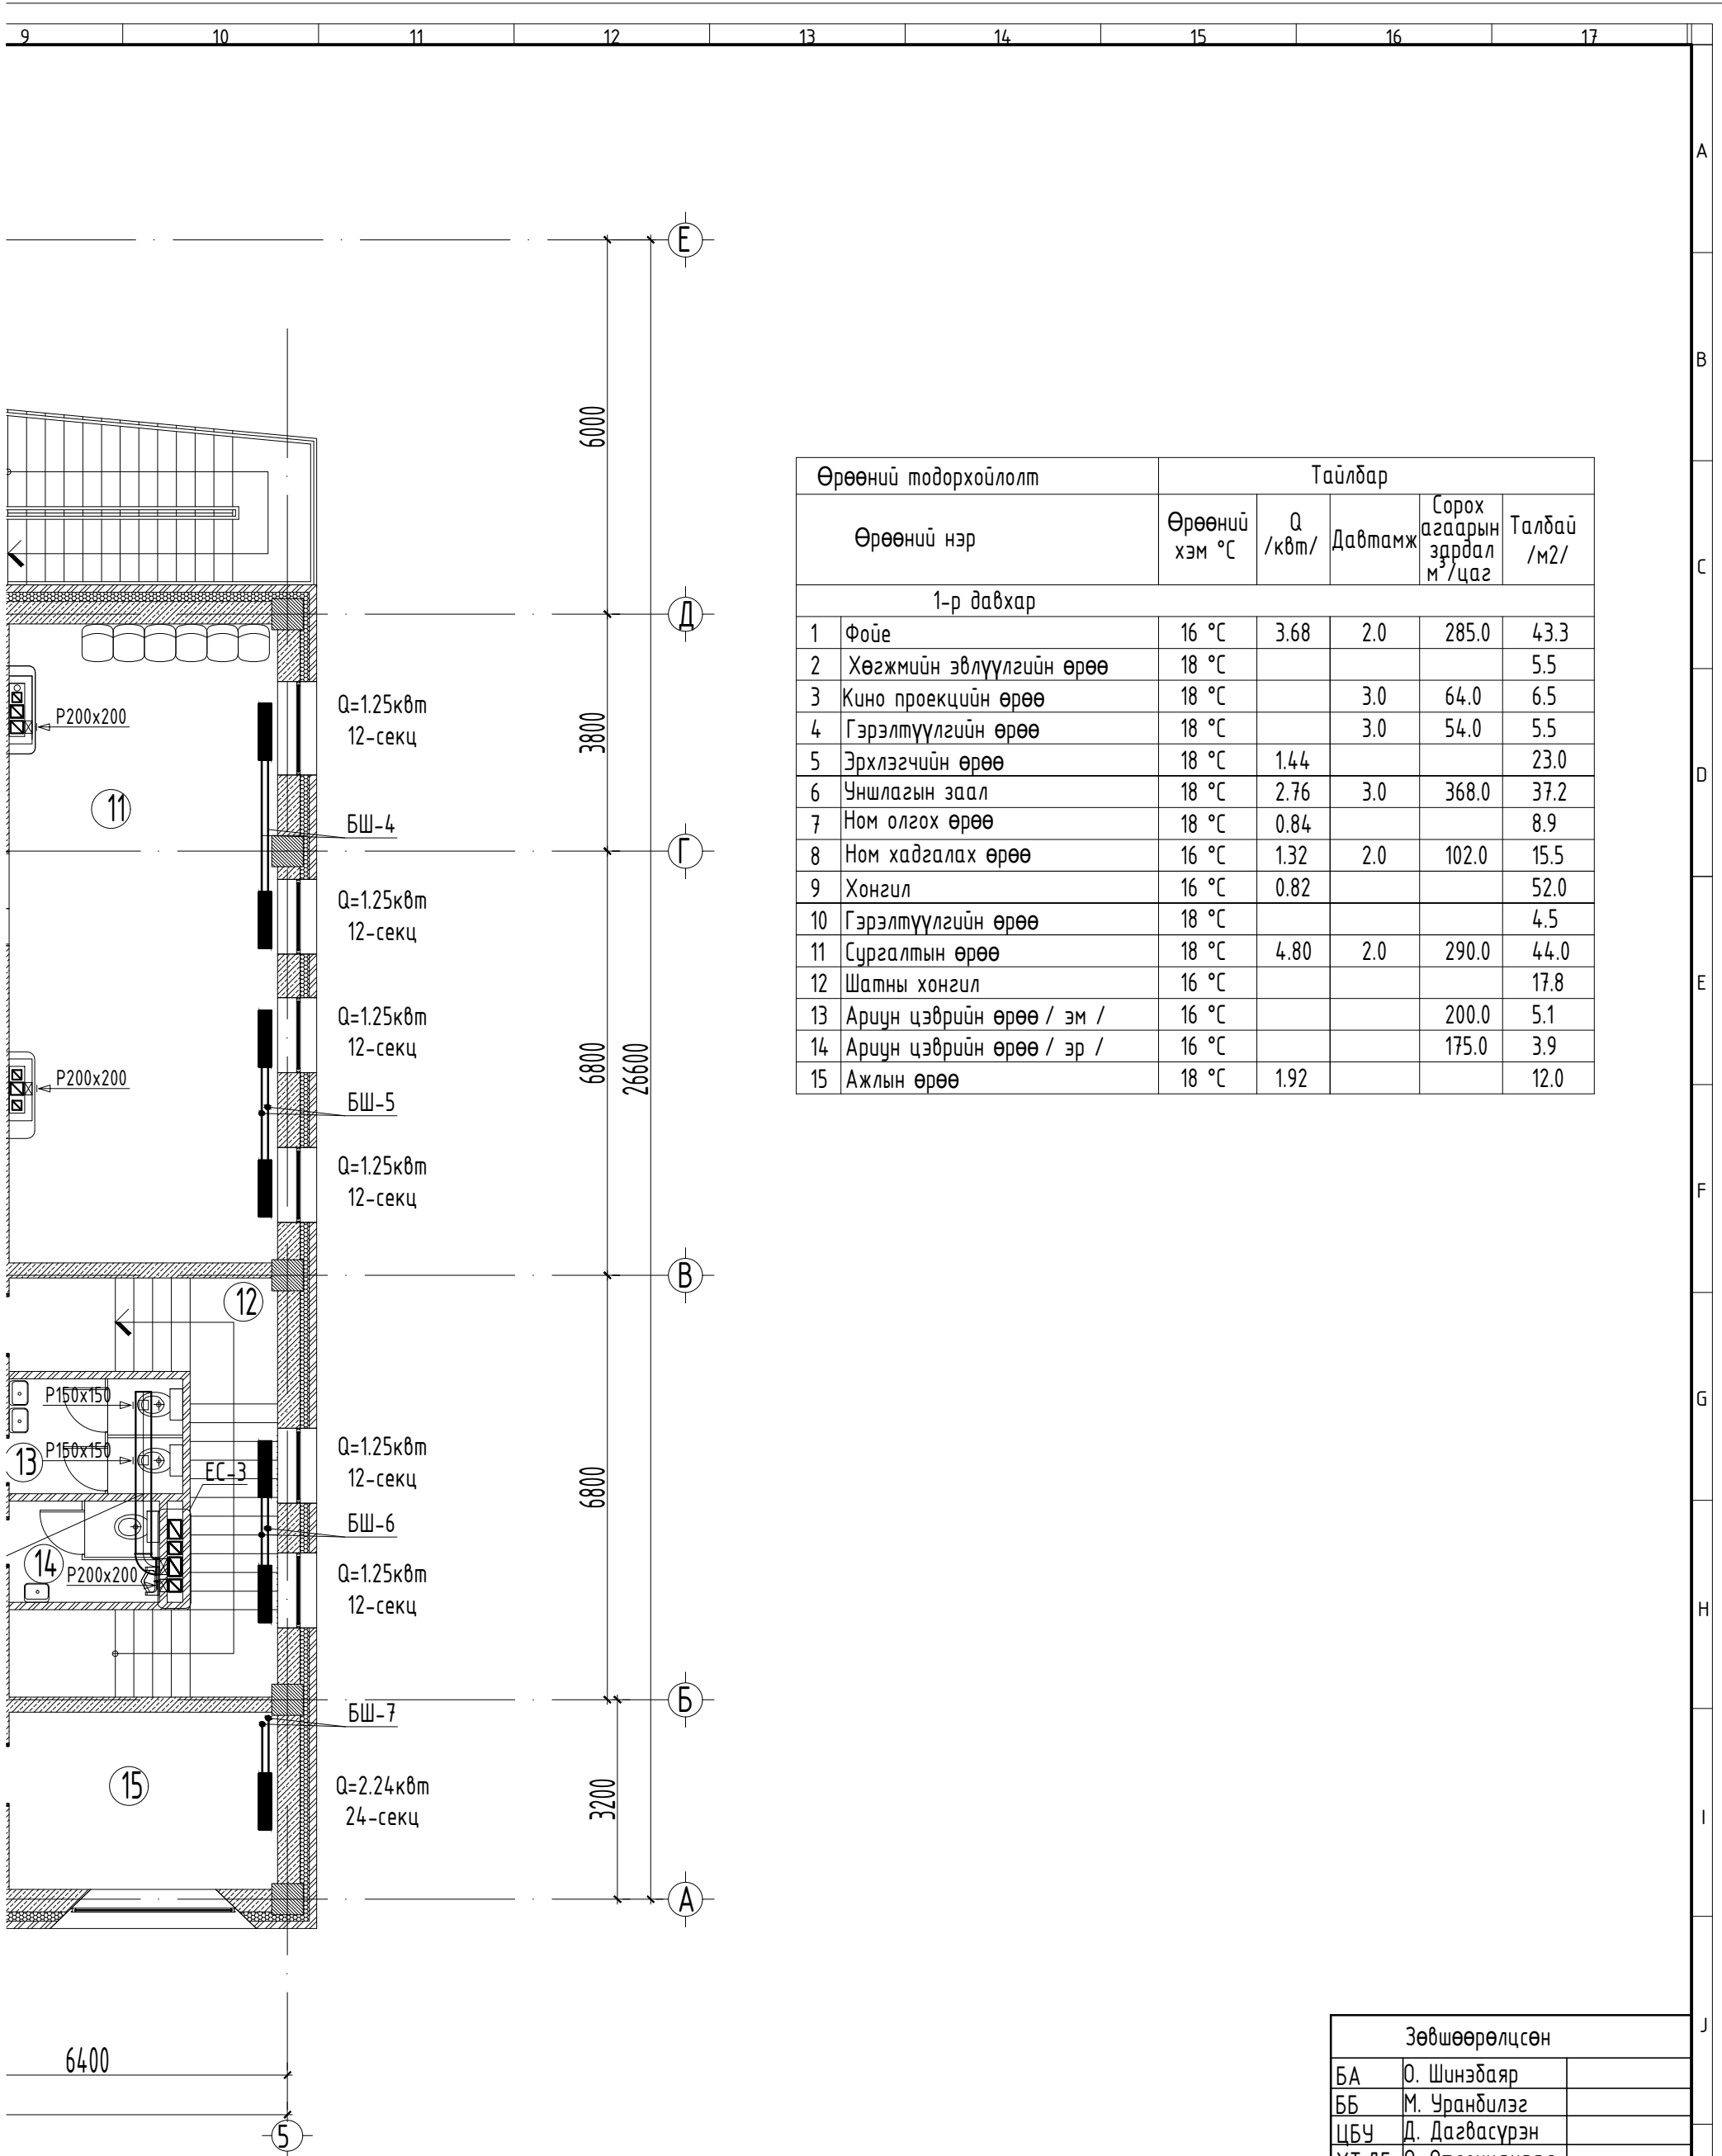 9 10 11 12 13 14 15 16 17
A
B
C
D
E
F
G
H
I
J
Е
Д
Г
В
Б
А
5
6000
3800
6800
26600
6800
3200
6400
P200x200
Q=1.25квт
12-секц
11
БШ-4
Q=1.25квт
12-секц
Q=1.25квт
12-секц
P200x200
БШ-5
Q=1.25квт
12-секц
12
P150x150
13
P150x150
ЕС-3
Q=1.25квт
12-секц
БШ-6
14
P200x200
Q=1.25квт
12-секц
БШ-7
15
Q=2.24квт
24-секц
Өрөөний тодорхойлолт Тайлбар
Өрөөний нэр
Өрөөний
хэм °C
Q
/квт/
Давтамж
Сорох
агаарын
зардал
м³/цаг
Талбай
/м2/
1-р давхар
1 Фойе 16 °C 3.68 2.0 285.0 43.3
2 Хөгжмийн эвлүүлгийн өрөө 18 °C 5.5
3 Кино проекцийн өрөө 18 °C 3.0 64.0 6.5
4 Гэрэлтүүлгийн өрөө 18 °C 3.0 54.0 5.5
5 Эрхлэгчийн өрөө 18 °C 1.44 23.0
6 Уншлагын заал 18 °C 2.76 3.0 368.0 37.2
7 Ном олгох өрөө 18 °C 0.84 8.9
8 Ном хадгалах өрөө 16 °C 1.32 2.0 102.0 15.5
9 Хонгил 16 °C 0.82 52.0
10 Гэрэлтүүлгийн өрөө 18 °C 4.5
11 Сургалтын өрөө 18 °C 4.80 2.0 290.0 44.0
12 Шатны хонгил 16 °C 17.8
13 Ариун цэврийн өрөө / эм / 16 °C 200.0 5.1
14 Ариун цэврийн өрөө / эр / 16 °C 175.0 3.9
15 Ажлын өрөө 18 °C 1.92 12.0
Зөвшөөрөлцсөн
БА О. Шинэбаяр
ББ М. Уранбилэг
ЦБУ Д. Дагвасүрэн